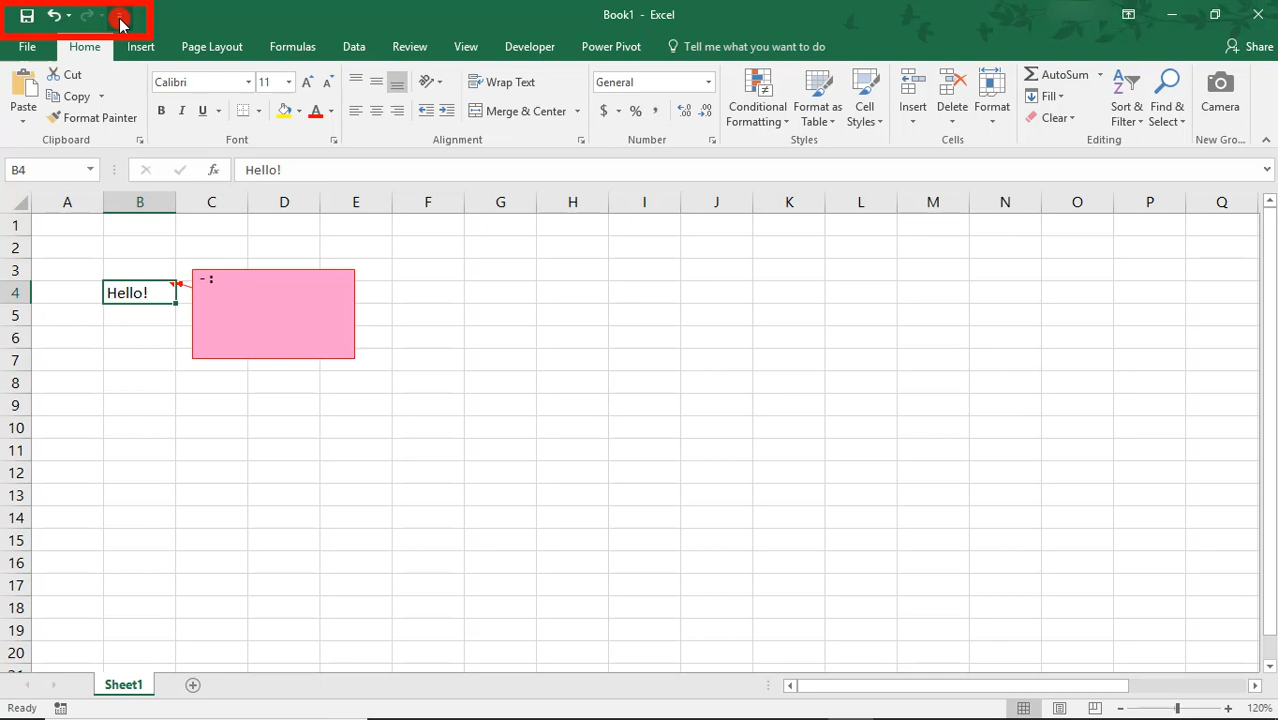 Book1 - Excel
File Home Insert Page Layout Formulas Data Review View Developer Power Pivot Tell me what you want to do Share
Paste
Cut
Copy
Format Painter
Clipboard
Calibri 11
B I U A
Font
Wrap Text
Merge & Center
Alignment
General
$ % ,
Number
Conditional Formatting
Format as Table
Cell Styles
Styles
Insert Delete Format
Cells
AutoSum
Fill
Clear
Sort & Filter
Find & Select
Editing
Camera
New Gro...
B4 fx Hello!
A B C D E F G H I J K L M N O P Q
1
2
3
-:
4 Hello!
5
6
7
8
9
10
11
12
13
14
15
16
17
18
19
20
Sheet1
Ready 120%